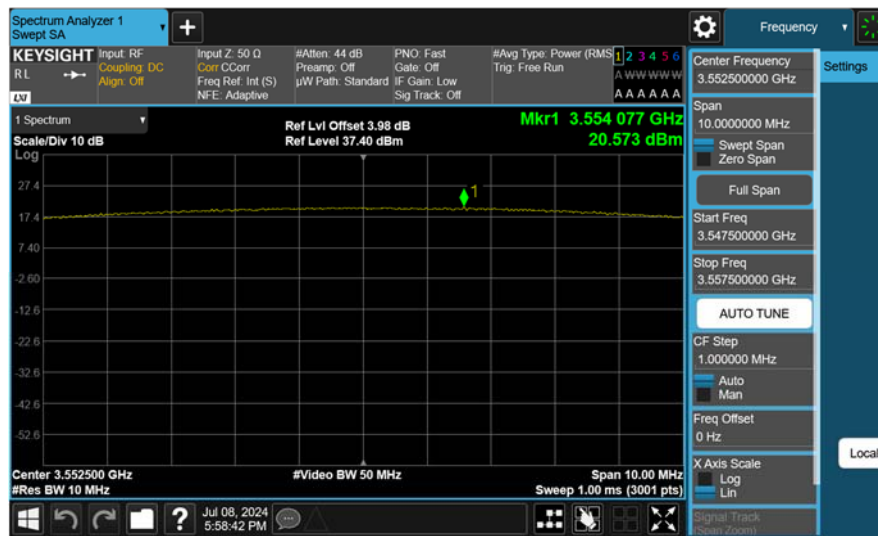 Spectrum Analyzer 1
Swept SA
+
Frequency
KEYSIGHT
RL
LXI
Input: RF
Coupling: DC
Align: Off
Input Z: 50 Ω
Corr CCorr
Freq Ref: Int (S)
NFE: Adaptive
#Atten: 44 dB
Preamp: Off
µW Path: Standard
PNO: Fast
Gate: Off
IF Gain: Low
Sig Track: Off
#Avg Type: Power (RMS
Trig: Free Run
1 2 3 4 5 6
A W W W W W
A A A A A A
1 Spectrum
Scale/Div 10 dB
Log
Ref Lvl Offset 3.98 dB
Ref Level 37.40 dBm
Mkr1 3.554 077 GHz
20.573 dBm
1
27.4
17.4
7.40
-2.60
-12.6
-22.6
-32.6
-42.6
-52.6
Center 3.552500 GHz
#Res BW 10 MHz
#Video BW 50 MHz
Span 10.00 MHz
Sweep 1.00 ms (3001 pts)
Center Frequency
3.552500000 GHz
Span
10.0000000 MHz
Swept Span
Zero Span
Full Span
Start Freq
3.547500000 GHz
Stop Freq
3.557500000 GHz
AUTO TUNE
CF Step
1.000000 MHz
Auto
Man
Freq Offset
0 Hz
X Axis Scale
Log
Lin
Signal Track
(Span Zoom)
Settings
Local
?
Jul 08, 2024
5:58:42 PM